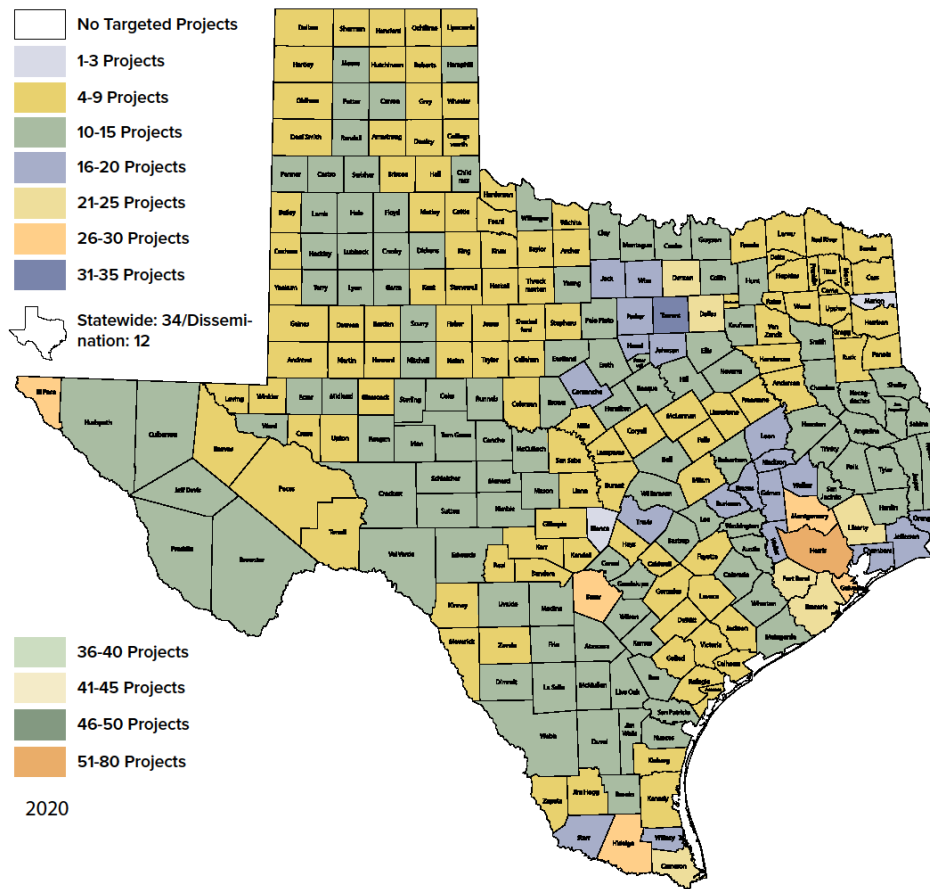 No Targeted Projects
1-3 Projects
4-9 Projects
10-15 Projects
16-20 Projects
21-25 Projects
26-30 Projects
31-35 Projects
Statewide: 34/Dissemi-
nation: 12
Dallam Sherman Hansford Ochiltree Lipscomb
Hartley Moore Hutchinson Roberts Hemphill
Oldham Potter Carson Gray Wheeler
Deaf Smith Randall Armstrong Donley Collings
worth
Parmer Castro Swisher Briscoe Hall Child
ress
Bailey Lamb Hale Floyd Motley Cottle Foard Wilbarger Wichita
Clay Montague Cooke Grayson Fannin Lamar Red River Bowie
Cochran Hockley Lubbock Crosby Dickens King Knox Baylor Archer
Jack Wise Denton Collin Hunt Delta Hopkins Titus Morris Cass
Yoakum Terry Lynn Garza Kent Stonewall Haskell Throck
morton Young
Camp Marion
Parker Tarrant Dallas Rains Wood Upshur Harrison
Gaines Dawson Borden Scurry Fisher Jones Shackel
ford Stephens Palo Pinto
Hood Johnson Ellis Kaufman Van
Zandt Smith Gregg
Andrews Martin Howard Mitchell Nolan Taylor Callahan Eastland Erath
Hill Navarro Henderson Rusk Panola
El Paso Hudspeth Culberson Loving Winkler Ector Midland Glasscock Sterling Coke Runnels Coleman Brown Comanche
Hamilton Bosque Anderson Cherokee Shelby
Ward Crane Upton Reagan Irion Tom Green Concho McCulloch Mills Coryell McLennan Limestone Freestone
Reeves Jeff Davis Pecos Crockett Schleicher Menard San Saba Lampasas Bell Falls Leon Houston Angelina Sabine
Presidio Brewster Terrell Sutton Kimble Mason Llano Burnet Milam Robertson Madison Trinity Polk Tyler Jasper
Val Verde Edwards Gillespie Blanco Travis Williamson Lee Burleson Brazos Grimes Walker San
Jacinto Hardin Orange
Kerr Kendall Hays Bastrop Washington Montgomery Liberty Jefferson
Real Bandera Comal Caldwell Fayette Austin Waller Harris Chambers
Kinney Uvalde Medina Bexar Guadalupe Gonzales Lavaca Colorado Fort Bend Galveston
Wilson Wharton Brazoria
Maverick Zavala Frio Atascosa Karnes DeWitt Jackson Matagorda
Dimmit La Salle McMullen Live Oak Bee Goliad Victoria Calhoun
Refugio
Webb Duval Jim
Wells San Patricio Nueces
Kleberg
Zapata Jim Hogg Brooks Kenedy
Starr Hidalgo Willacy
Cameron
36-40 Projects
41-45 Projects
46-50 Projects
51-80 Projects
2020